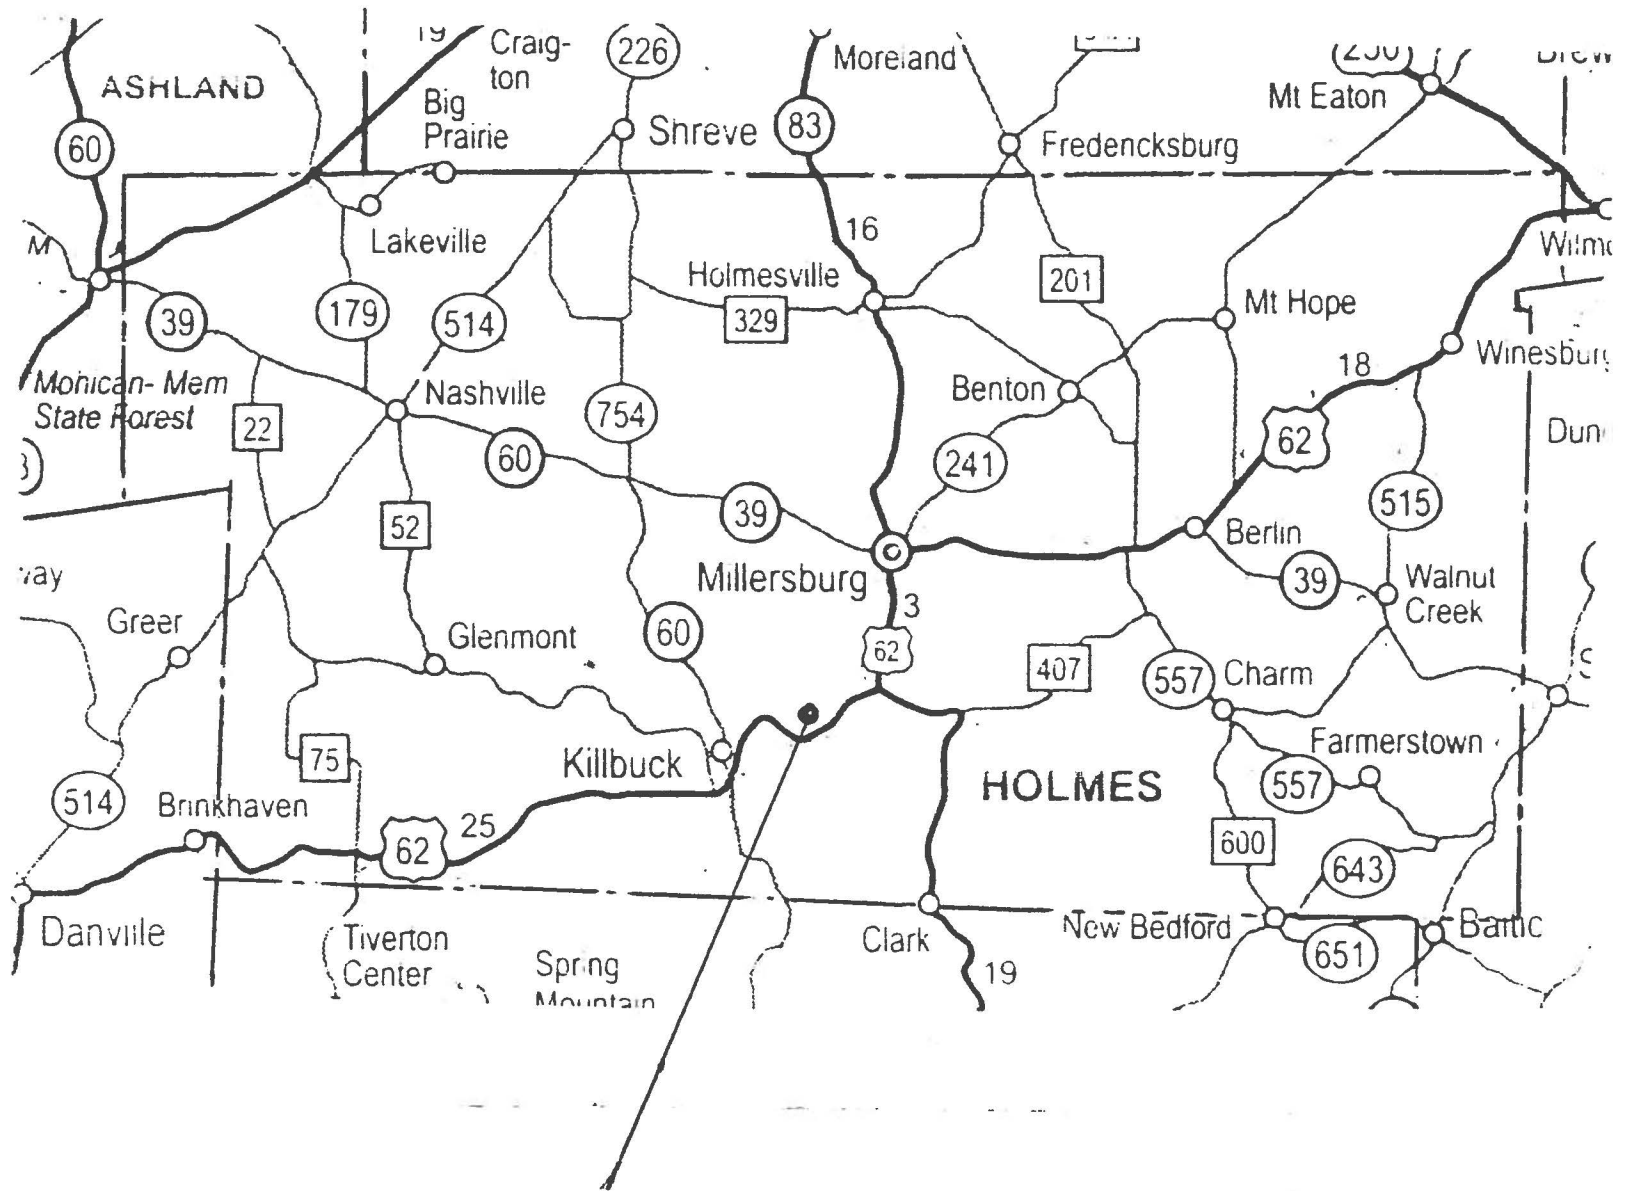 19
Craig-
ton
226
Moreland
ASHLAND
Big
Prairie
Shreve
83
Mt Eaton
60
Fredericksburg
M
Lakeville
16
Holmesville
201
Mt Hope
39
179
514
329
18
Winesburg
Mohican- Mem
State Forest
Nashville
Benton
22
754
62
60
241
52
39
515
Berlin
Millersburg
39
Walnut
Creek
Greer
3
Glenmont
60
62
407
557
Charm
Farmerstown
75
Killbuck
HOLMES
557
514
Brinkhaven
25
62
600
643
Danville
Tiverton
Center
Spring
Mountain
Clark
New Bedford
651
Baltic
19